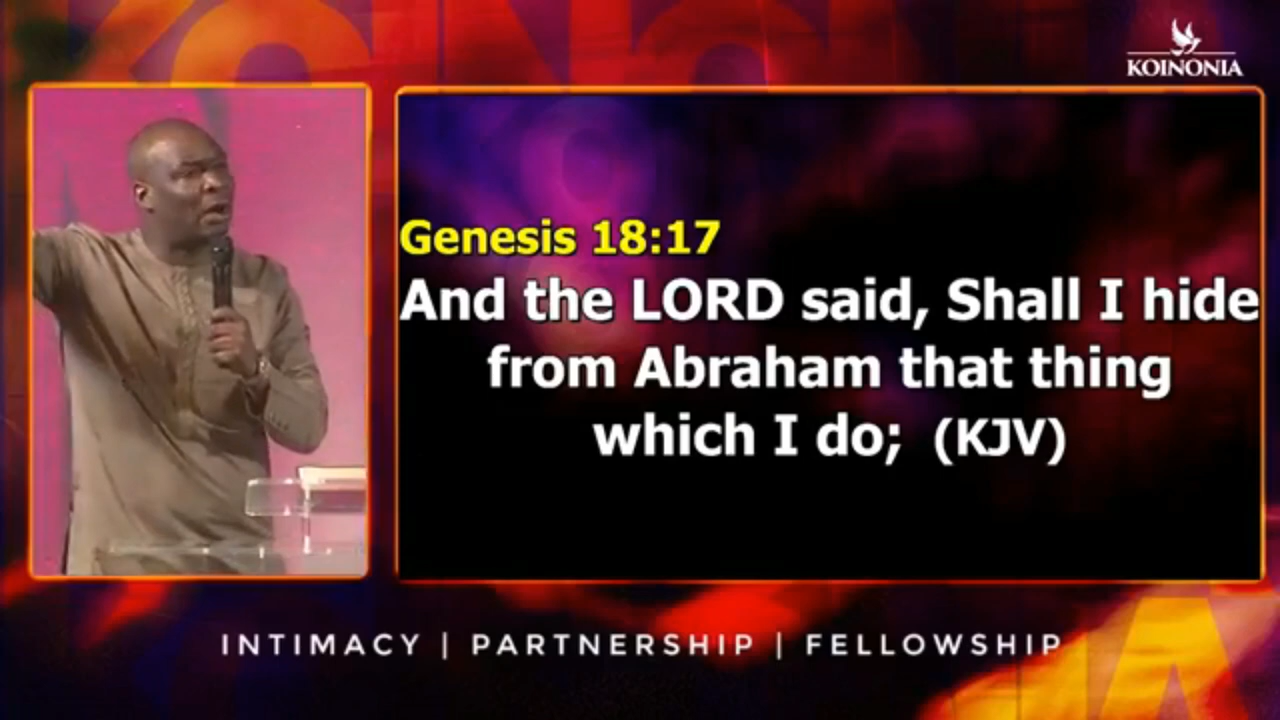 KOINONIA
Genesis 18:17
And the LORD said, Shall I hide
from Abraham that thing
which I do; (KJV)
INTIMACY | PARTNERSHIP | FELLOWSHIP